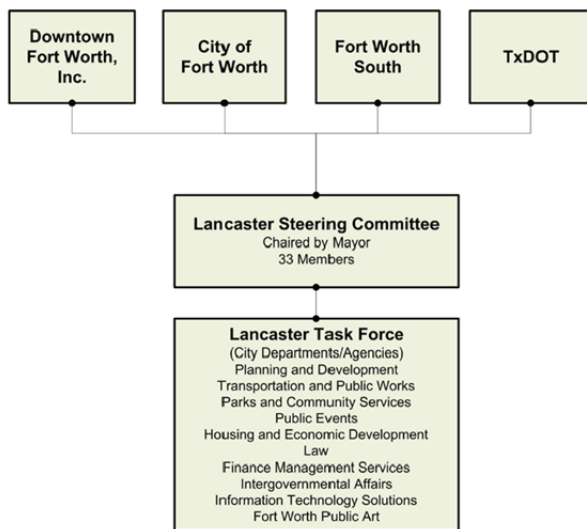 Downtown
Fort Worth,
Inc.
City of
Fort Worth
Fort Worth
South
TxDOT
Lancaster Steering Committee
Chaired by Mayor
33 Members
Lancaster Task Force
(City Departments/Agencies)
Planning and Development
Transportation and Public Works
Parks and Community Services
Public Events
Housing and Economic Development
Law
Finance Management Services
Intergovernmental Affairs
Information Technology Solutions
Fort Worth Public Art